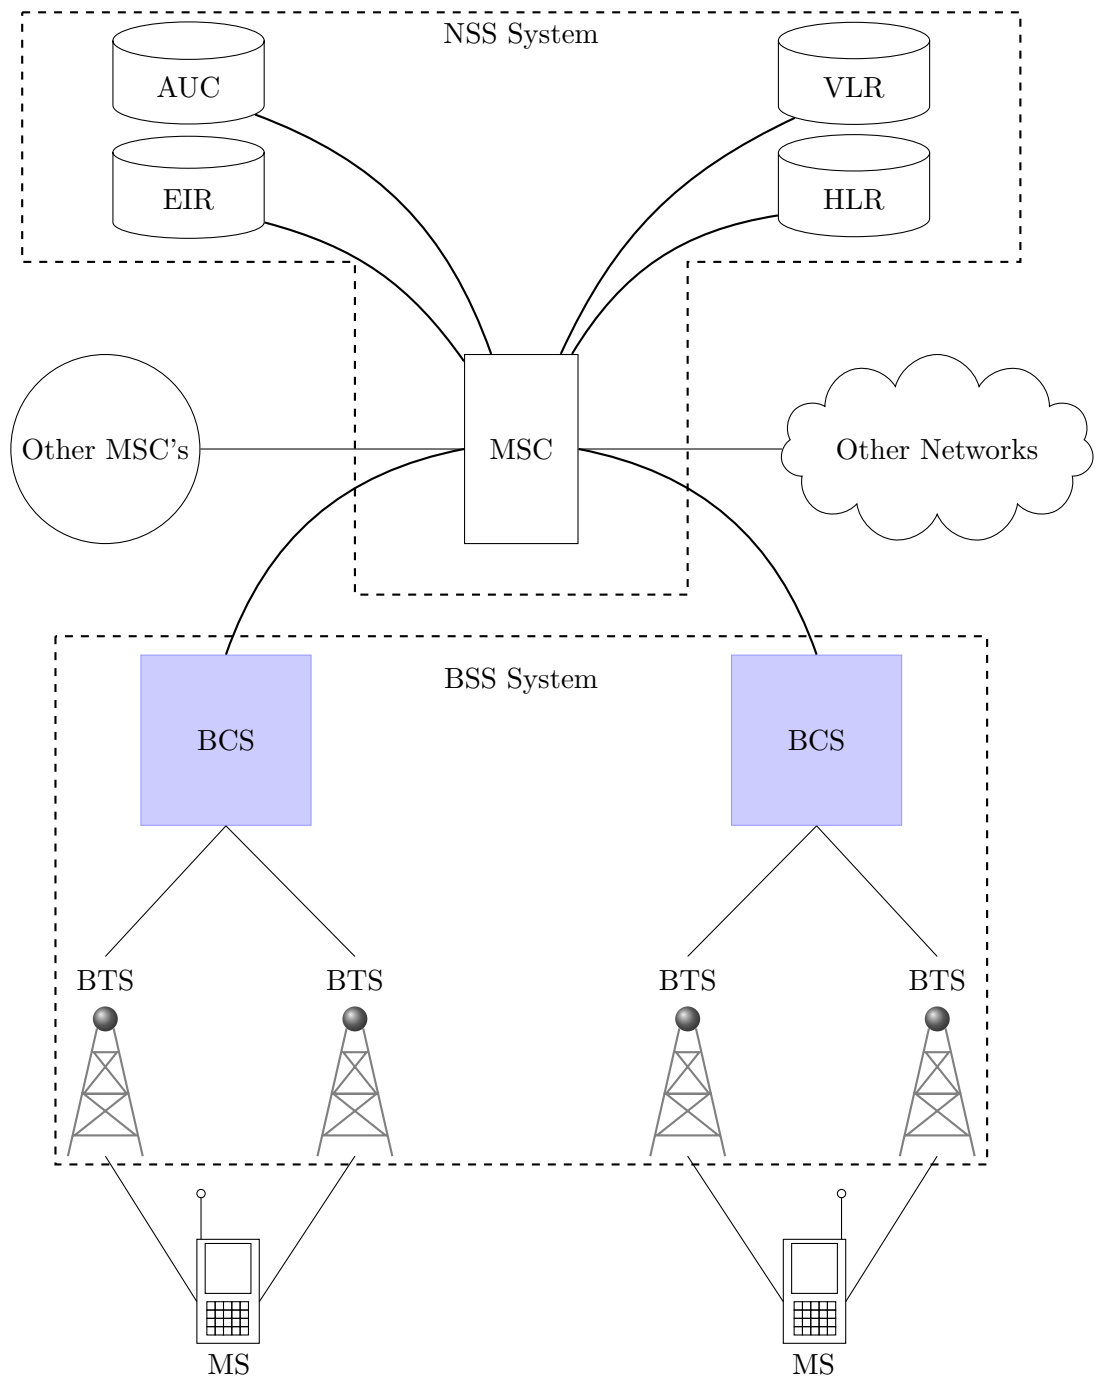 NSS System
AUC
VLR
EIR
HLR
Other MSC's
MSC
Other Networks
BSS System
BCS
BCS
BTS
BTS
BTS
BTS
MS
MS